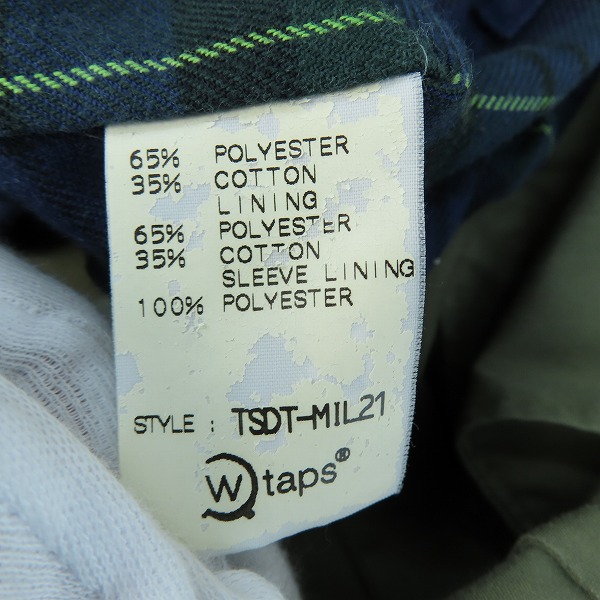 65% POLYESTER
35% COTTON
LINING
65% POLYESTER
35% COTTON
SLEEVE LINING
100% POLYESTER
STYLE : TSDT-MIL21
W taps®